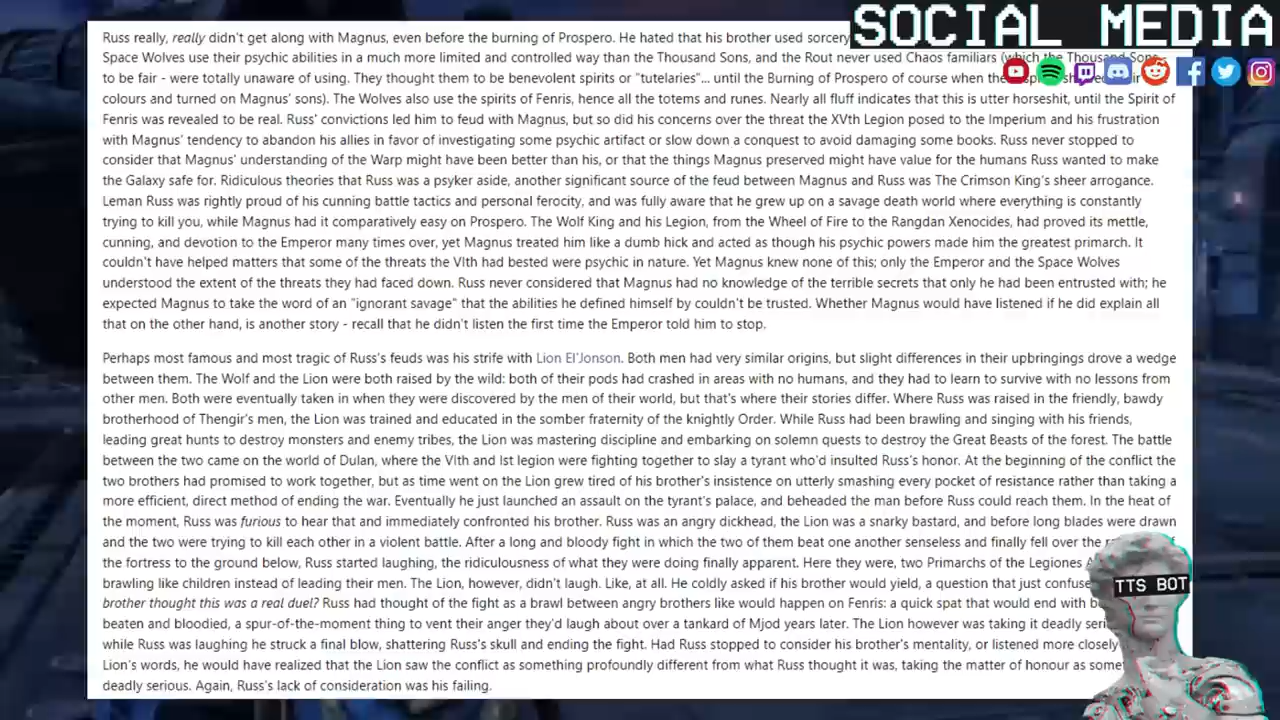 SOCIAL MEDIA
Russ really, really didn't get along with Magnus, even before the burning of Prospero. He hated that his brother used sorcery
Space Wolves use their psychic abilities in a much more limited and controlled way than the Thousand Sons, and the Rout never used Chaos familiars (which the Thousand Sons
to be fair - were totally unaware of using. They thought them to be benevolent spirits or "tutelaries"... until the Burning of Prospero of course when the
colours and turned on Magnus' sons). The Wolves also use the spirits of Fenris, hence all the totems and runes. Nearly all fluff indicates that this is utter horseshit, until the Spirit of
Fenris was revealed to be real. Russ' convictions led him to feud with Magnus, but so did his concerns over the threat the XVth Legion posed to the Imperium and his frustration
with Magnus' tendency to abandon his allies in favor of investigating some psychic artifact or slow down a conquest to avoid damaging some books. Russ never stopped to
consider that Magnus' understanding of the Warp might have been better than his, or that the things Magnus preserved might have value for the humans Russ wanted to make
the Galaxy safe for. Ridiculous theories that Russ was a psyker aside, another significant source of the feud between Magnus and Russ was The Crimson King's sheer arrogance.
Leman Russ was rightly proud of his cunning battle tactics and personal ferocity, and was fully aware that he grew up on a savage death world where everything is constantly
trying to kill you, while Magnus had it comparatively easy on Prospero. The Wolf King and his Legion, from the Wheel of Fire to the Rangdan Xenocides, had proved its mettle,
cunning, and devotion to the Emperor many times over, yet Magnus treated him like a dumb hick and acted as though his psychic powers made him the greatest primarch. It
couldn't have helped matters that some of the threats the VIth had bested were psychic in nature. Yet Magnus knew none of this; only the Emperor and the Space Wolves
understood the extent of the threats they had faced down. Russ never considered that Magnus had no knowledge of the terrible secrets that only he had been entrusted with; he
expected Magnus to take the word of an "ignorant savage" that the abilities he defined himself by couldn't be trusted. Whether Magnus would have listened if he did explain all
that on the other hand, is another story - recall that he didn't listen the first time the Emperor told him to stop.
Perhaps most famous and most tragic of Russ's feuds was his strife with Lion El'Jonson. Both men had very similar origins, but slight differences in their upbringings drove a wedge
between them. The Wolf and the Lion were both raised by the wild: both of their pods had crashed in areas with no humans, and they had to learn to survive with no lessons from
other men. Both were eventually taken in when they were discovered by the men of their world, but that's where their stories differ. Where Russ was raised in the friendly, bawdy
brotherhood of Thengir's men, the Lion was trained and educated in the somber fraternity of the knightly Order. While Russ had been brawling and singing with his friends,
leading great hunts to destroy monsters and enemy tribes, the Lion was mastering discipline and embarking on solemn quests to destroy the Great Beasts of the forest. The battle
between the two came on the world of Dulan, where the VIth and Ist legion were fighting together to slay a tyrant who'd insulted Russ's honor. At the beginning of the conflict the
two brothers had promised to work together, but as time went on the Lion grew tired of his brother's insistence on utterly smashing every pocket of resistance rather than taking a
more efficient, direct method of ending the war. Eventually he just launched an assault on the tyrant's palace, and beheaded the man before Russ could reach them. In the heat of
the moment, Russ was furious to hear that and immediately confronted his brother. Russ was an angry dickhead, the Lion was a snarky bastard, and before long blades were drawn
and the two were trying to kill each other in a violent battle. After a long and bloody fight in which the two of them beat one another senseless and finally fell over the
the fortress to the ground below, Russ started laughing, the ridiculousness of what they were doing finally apparent. Here they were, two Primarchs of the Legiones
brawling like children instead of leading their men. The Lion, however, didn't laugh. Like, at all. He coldly asked if his brother would yield, a question that just
brother thought this was a real duel? Russ had thought of the fight as a brawl between angry brothers like would happen on Fenris: a quick spat that would end with
beaten and bloodied, a spur-of-the-moment thing to vent their anger they'd laugh about over a tankard of Mjod years later. The Lion however was taking it deadly
while Russ was laughing he struck a final blow, shattering Russ's skull and ending the fight. Had Russ stopped to consider his brother's mentality, or listened more closely
Lion's words, he would have realized that the Lion saw the conflict as something profoundly different from what Russ thought it was, taking the matter of honour as
deadly serious. Again, Russ's lack of consideration was his failing.
TTS BOT